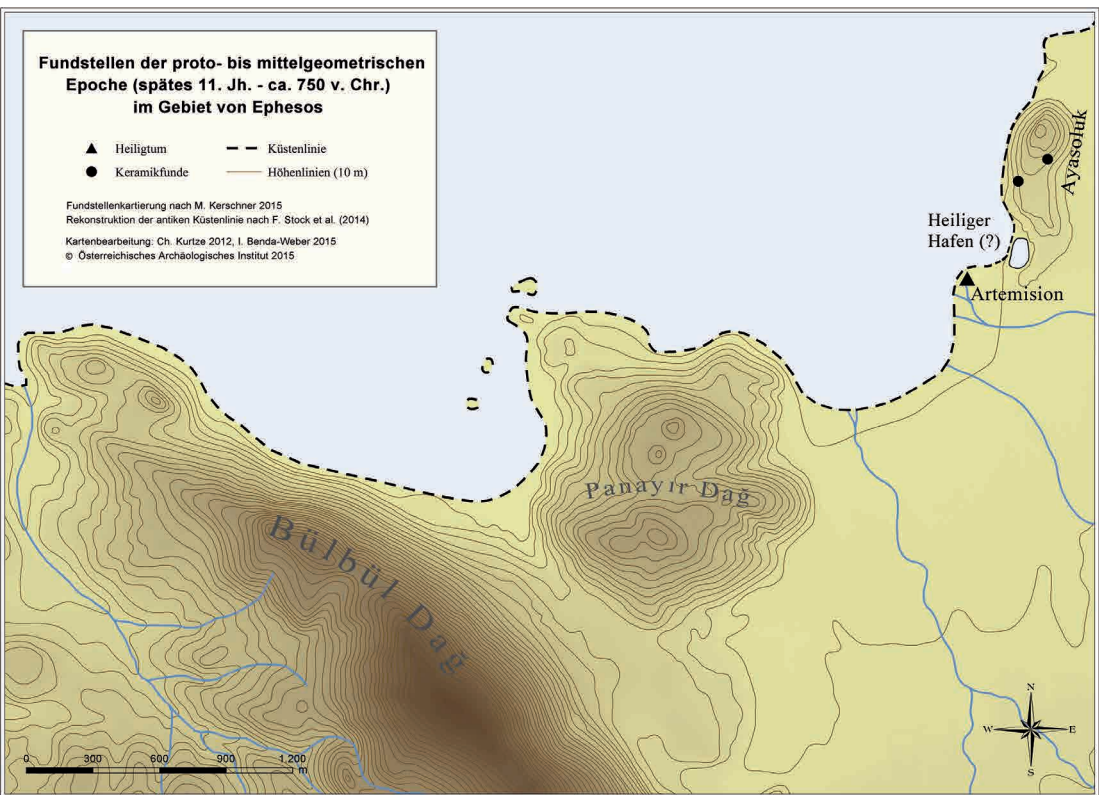 Fundstellen der proto- bis mittelgeometrischen
Epoche (spätes 11. Jh. - ca. 750 v. Chr.)
im Gebiet von Ephesos
Heiligtum
Küstenlinie
Keramikfunde
Höhenlinien (10 m)
Fundstellenkartierung nach M. Kerschner 2015
Rekonstruktion der antiken Küstenlinie nach F. Stock et al. (2014)
Kartenbearbeitung: Ch. Kurtze 2012, I. Benda-Weber 2015
© Österreichisches Archäologisches Institut 2015
Ayasoluk
Heiliger
Hafen (?)
Artemision
Panayır Dağ
Bülbül Dağ
N
W
E
S
0 300 600 900 1.200
m